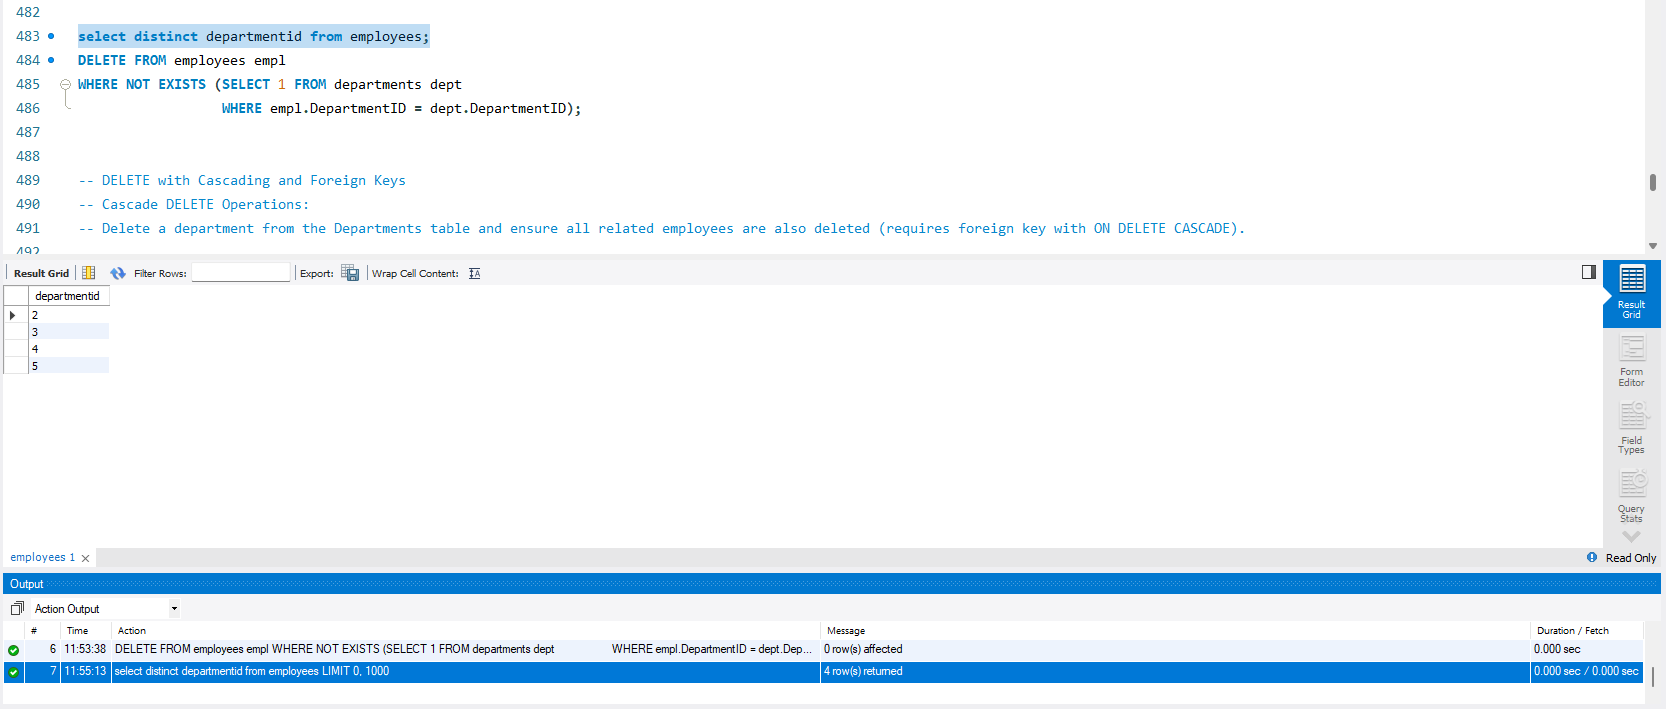 482
483 select distinct departmentid from employees;
484 DELETE FROM employees empl
485 WHERE NOT EXISTS (SELECT 1 FROM departments dept
486 WHERE empl.DepartmentID = dept.DepartmentID);
487
488
489 -- DELETE with Cascading and Foreign Keys
490 -- Cascade DELETE Operations:
491 -- Delete a department from the Departments table and ensure all related employees are also deleted (requires foreign key with ON DELETE CASCADE).
492
Result Grid Filter Rows: Export: Wrap Cell Content:
departmentid
2
3
4
5
Result
Grid
Form
Editor
Field
Types
Query
Stats
employees 1
Read Only
Output
Action Output
# Time Action Message Duration / Fetch
6 11:53:38 DELETE FROM employees empl WHERE NOT EXISTS (SELECT 1 FROM departments dept WHERE empl.DepartmentID = dept.Dep... 0 row(s) affected 0.000 sec
7 11:55:13 select distinct departmentid from employees LIMIT 0, 1000 4 row(s) returned 0.000 sec / 0.000 sec